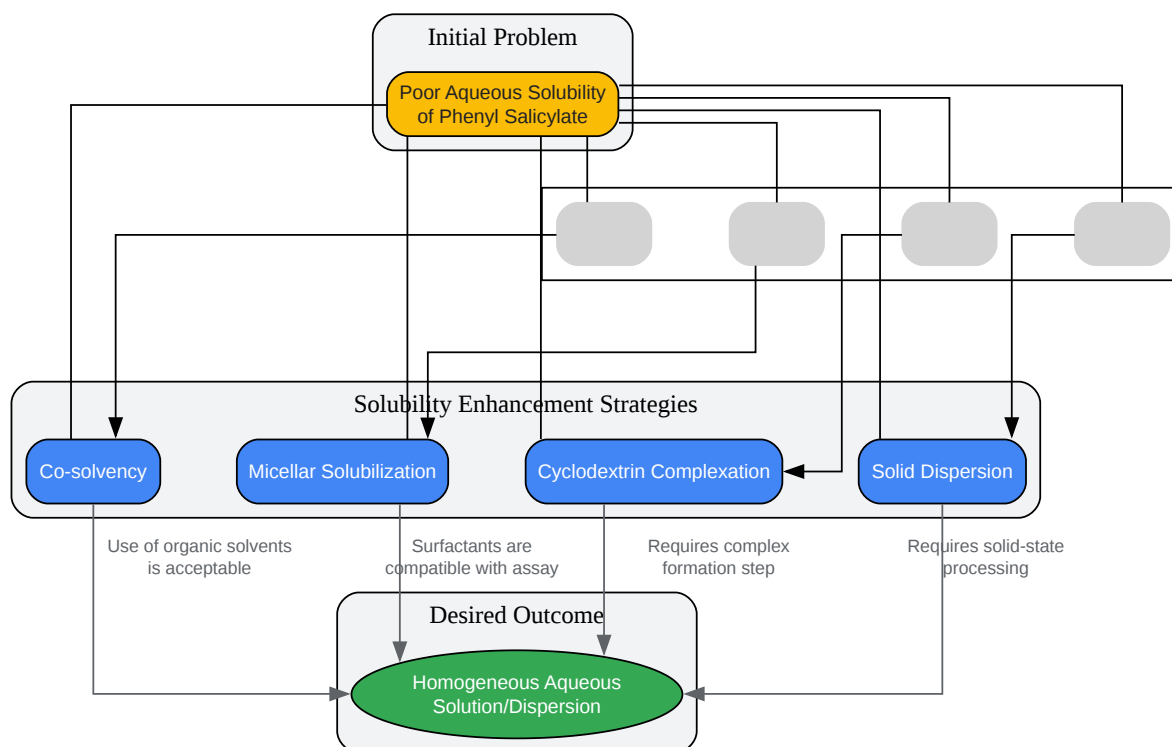 Initial Problem
Poor Aqueous Solubility
of Phenyl Salicylate
Solubility Enhancement Strategies
Co-solvency
Micellar Solubilization
Cyclodextrin Complexation
Solid Dispersion
Use of organic solvents
is acceptable
Surfactants are
compatible with assay
Requires complex
formation step
Requires solid-state
processing
Desired Outcome
Homogeneous Aqueous
Solution/Dispersion